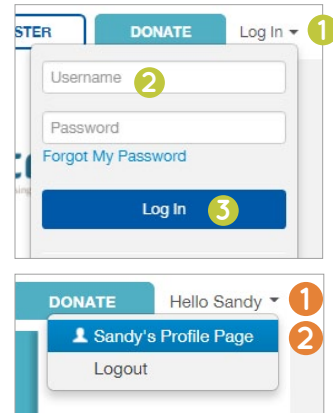 STER DONATE Log In 1
Username 2
Password
Forgot My Password
Log In 3
DONATE Hello Sandy 1
Sandy's Profile Page 2
Logout